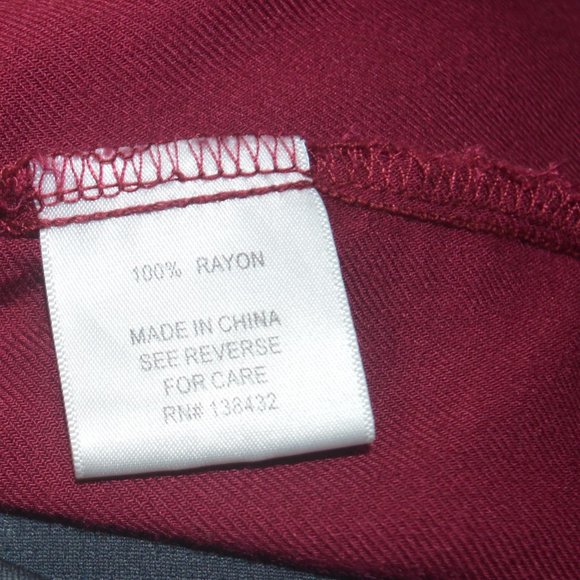 100% RAYON
MADE IN CHINA
SEE REVERSE
FOR CARE
RN# 138432